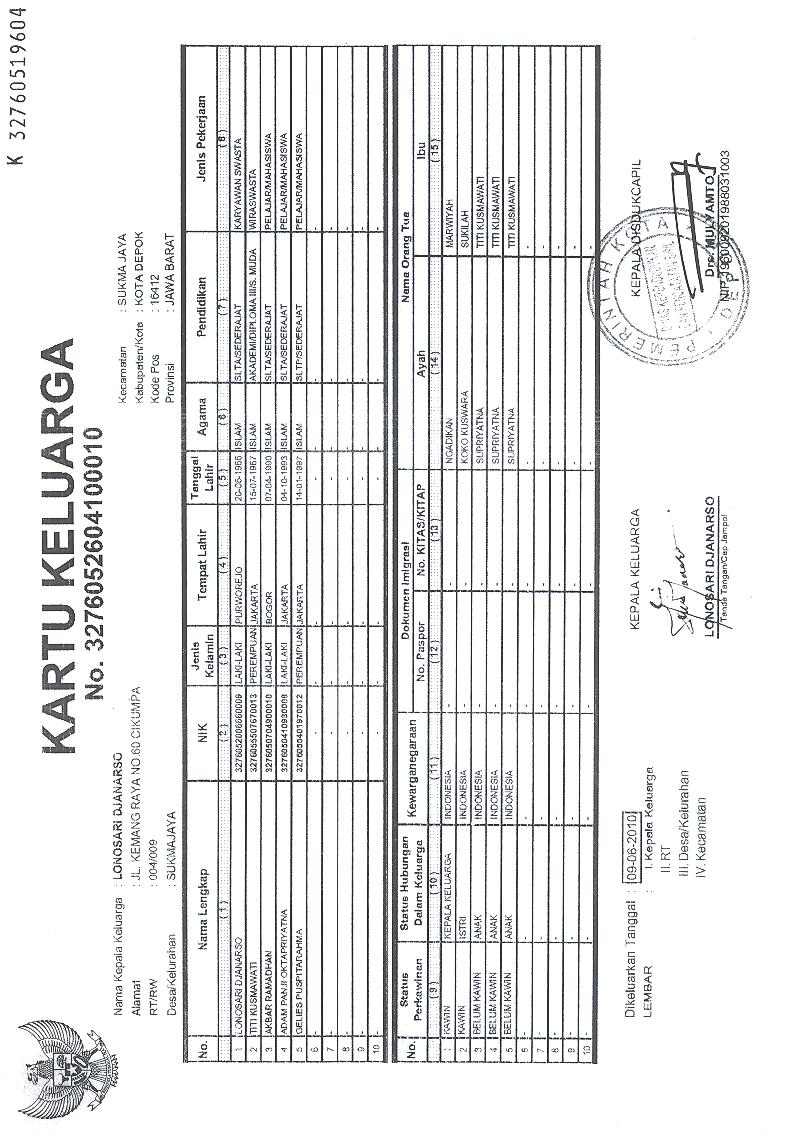 K 32760519604
KARTU KELUARGA
No. 3276052604100010
Nama Kepala Keluarga : LONOSARI DJANARSO
Alamat : JL. KEMANG RAYA NO.60 CIKUMPA
RT/RW : 004/009
Desa/Kelurahan : SUKMAJAYA
Kecamatan : SUKMA JAYA
Kabupaten/Kota : KOTA DEPOK
Kode Pos : 16412
Provinsi : JAWA BARAT
No. Nama Lengkap NIK Jenis Kelamin Tempat Lahir Tanggal Lahir Agama Pendidikan Jenis Pekerjaan
(1) (2) (3) (4) (5) (6) (7) (8)
1 LONOSARI DJANARSO 3276052006660009 LAKI-LAKI PURWOREJO 20-06-1966 ISLAM SLTA/SEDERAJAT KARYAWAN SWASTA
2 TITI KUSMAWATI 3276055507670013 PEREMPUAN JAKARTA 15-07-1967 ISLAM AKADEMI/DIPLOMA III/S. MUDA WIRASWASTA
3 AKBAR RAMADHAN 3276050704900010 LAKI-LAKI BOGOR 07-04-1990 ISLAM SLTA/SEDERAJAT PELAJAR/MAHASISWA
4 ADAM PANJI OKTAPRIYATNA 3276050410930008 LAKI-LAKI JAKARTA 04-10-1993 ISLAM SLTA/SEDERAJAT PELAJAR/MAHASISWA
5 GELIES PUSPITARAHMA 3276055401970012 PEREMPUAN JAKARTA 14-01-1997 ISLAM SLTP/SEDERAJAT PELAJAR/MAHASISWA
6 - - - - - - - -
7 - - - - - - - -
8 - - - - - - - -
9 - - - - - - - -
10 - - - - - - - -
No. Status Perkawinan Status Hubungan Dalam Keluarga Kewarganegaraan Dokumen Imigrasi Nama Orang Tua
No. Paspor No. KITAS/KITAP Ayah Ibu
(9) (10) (11) (12) (13) (14) (15)
1 KAWIN KEPALA KELUARGA INDONESIA - - NGADIKAN MARWIYAH
2 KAWIN ISTRI INDONESIA - - KOKO KUSWARA SUKILAH
3 BELUM KAWIN ANAK INDONESIA - - SUPRIYATNA TITI KUSMAWATI
4 BELUM KAWIN ANAK INDONESIA - - SUPRIYATNA TITI KUSMAWATI
5 BELUM KAWIN ANAK INDONESIA - - SUPRIYATNA TITI KUSMAWATI
6 - - - - - - -
7 - - - - - - -
8 - - - - - - -
9 - - - - - - -
10 - - - - - - -
Dikeluarkan Tanggal : 09-06-2010
LEMBAR : I. Kepala Keluarga
II. RT
III. Desa/Kelurahan
IV. Kecamatan
KEPALA KELUARGA
LONOSARI DJANARSO
Tanda Tangan/Cap Jempol
KEPALA DISDUKCAPIL
PEMERINTAH KOTA
DEPOK
Drs. MULYAMTO